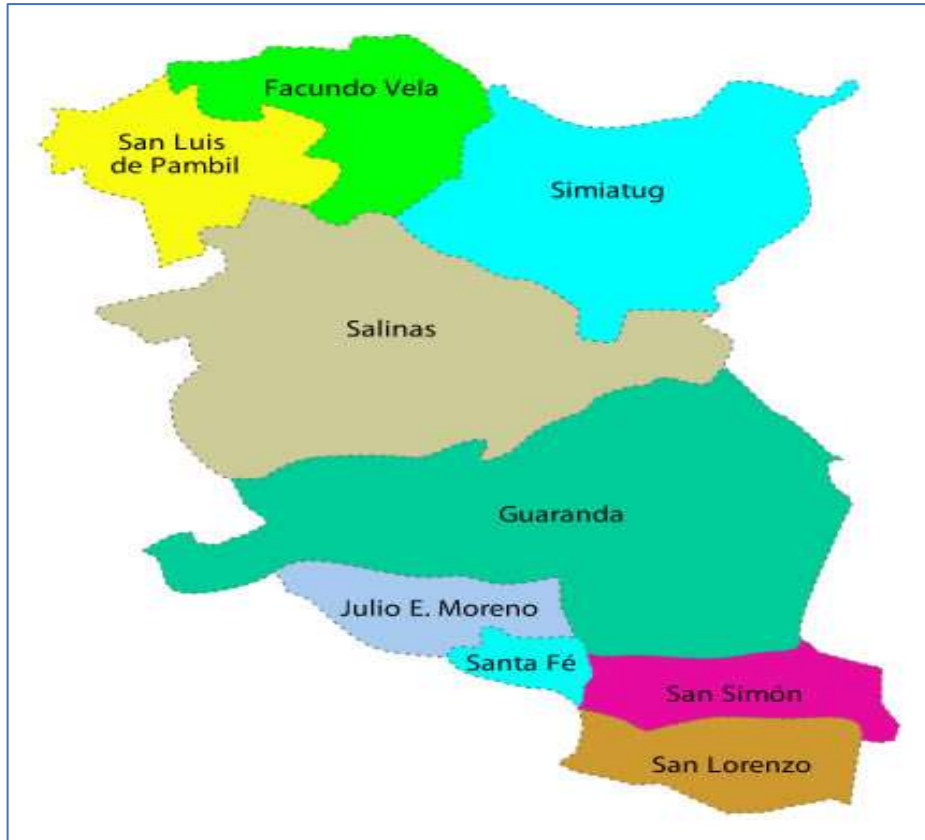 Facundo Vela
San Luis
de Pambil
Simiatug
Salinas
Guaranda
Julio E. Moreno
Santa Fé
San Simón
San Lorenzo